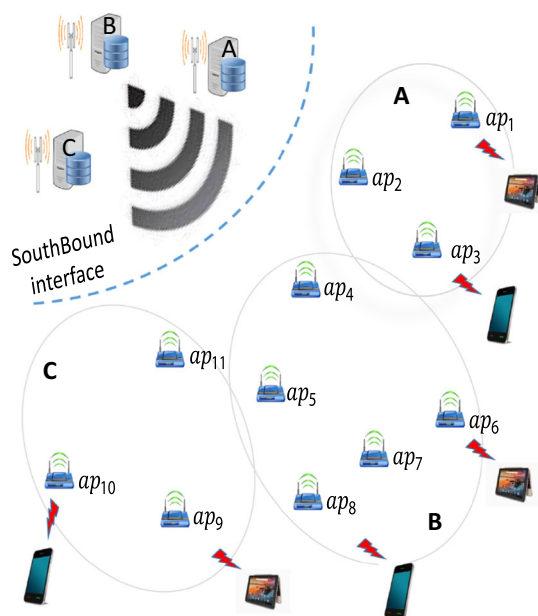 B
A
C
SouthBound
interface
A
ap₁
ap₂
ap₃
ap₄
C
ap₁₁
ap₅
ap₆
ap₇
ap₁₀
ap₈
ap₉
B